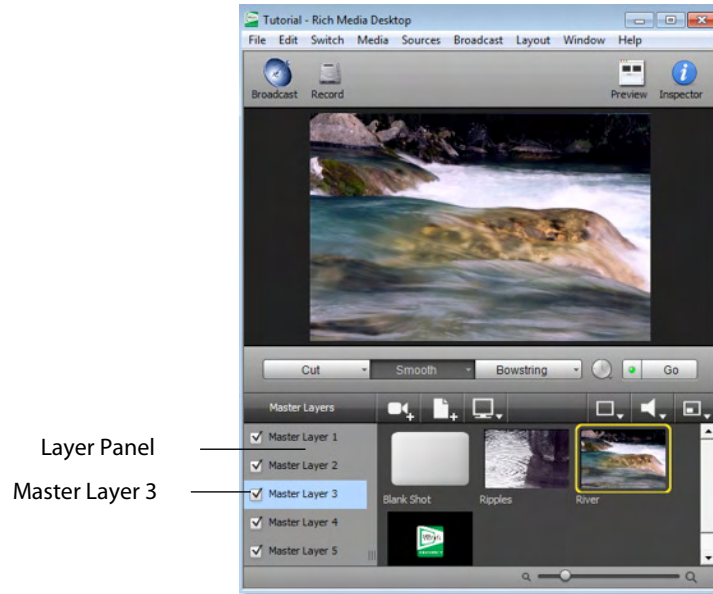 Tutorial - Rich Media Desktop
File Edit Switch Media Sources Broadcast Layout Window Help
Broadcast Record Preview Inspector
Cut Smooth Bowstring Go
Master Layers
Layer Panel
Master Layer 3
Master Layer 1
Master Layer 2
Master Layer 3
Master Layer 4
Master Layer 5
Blank Shot Ripples River